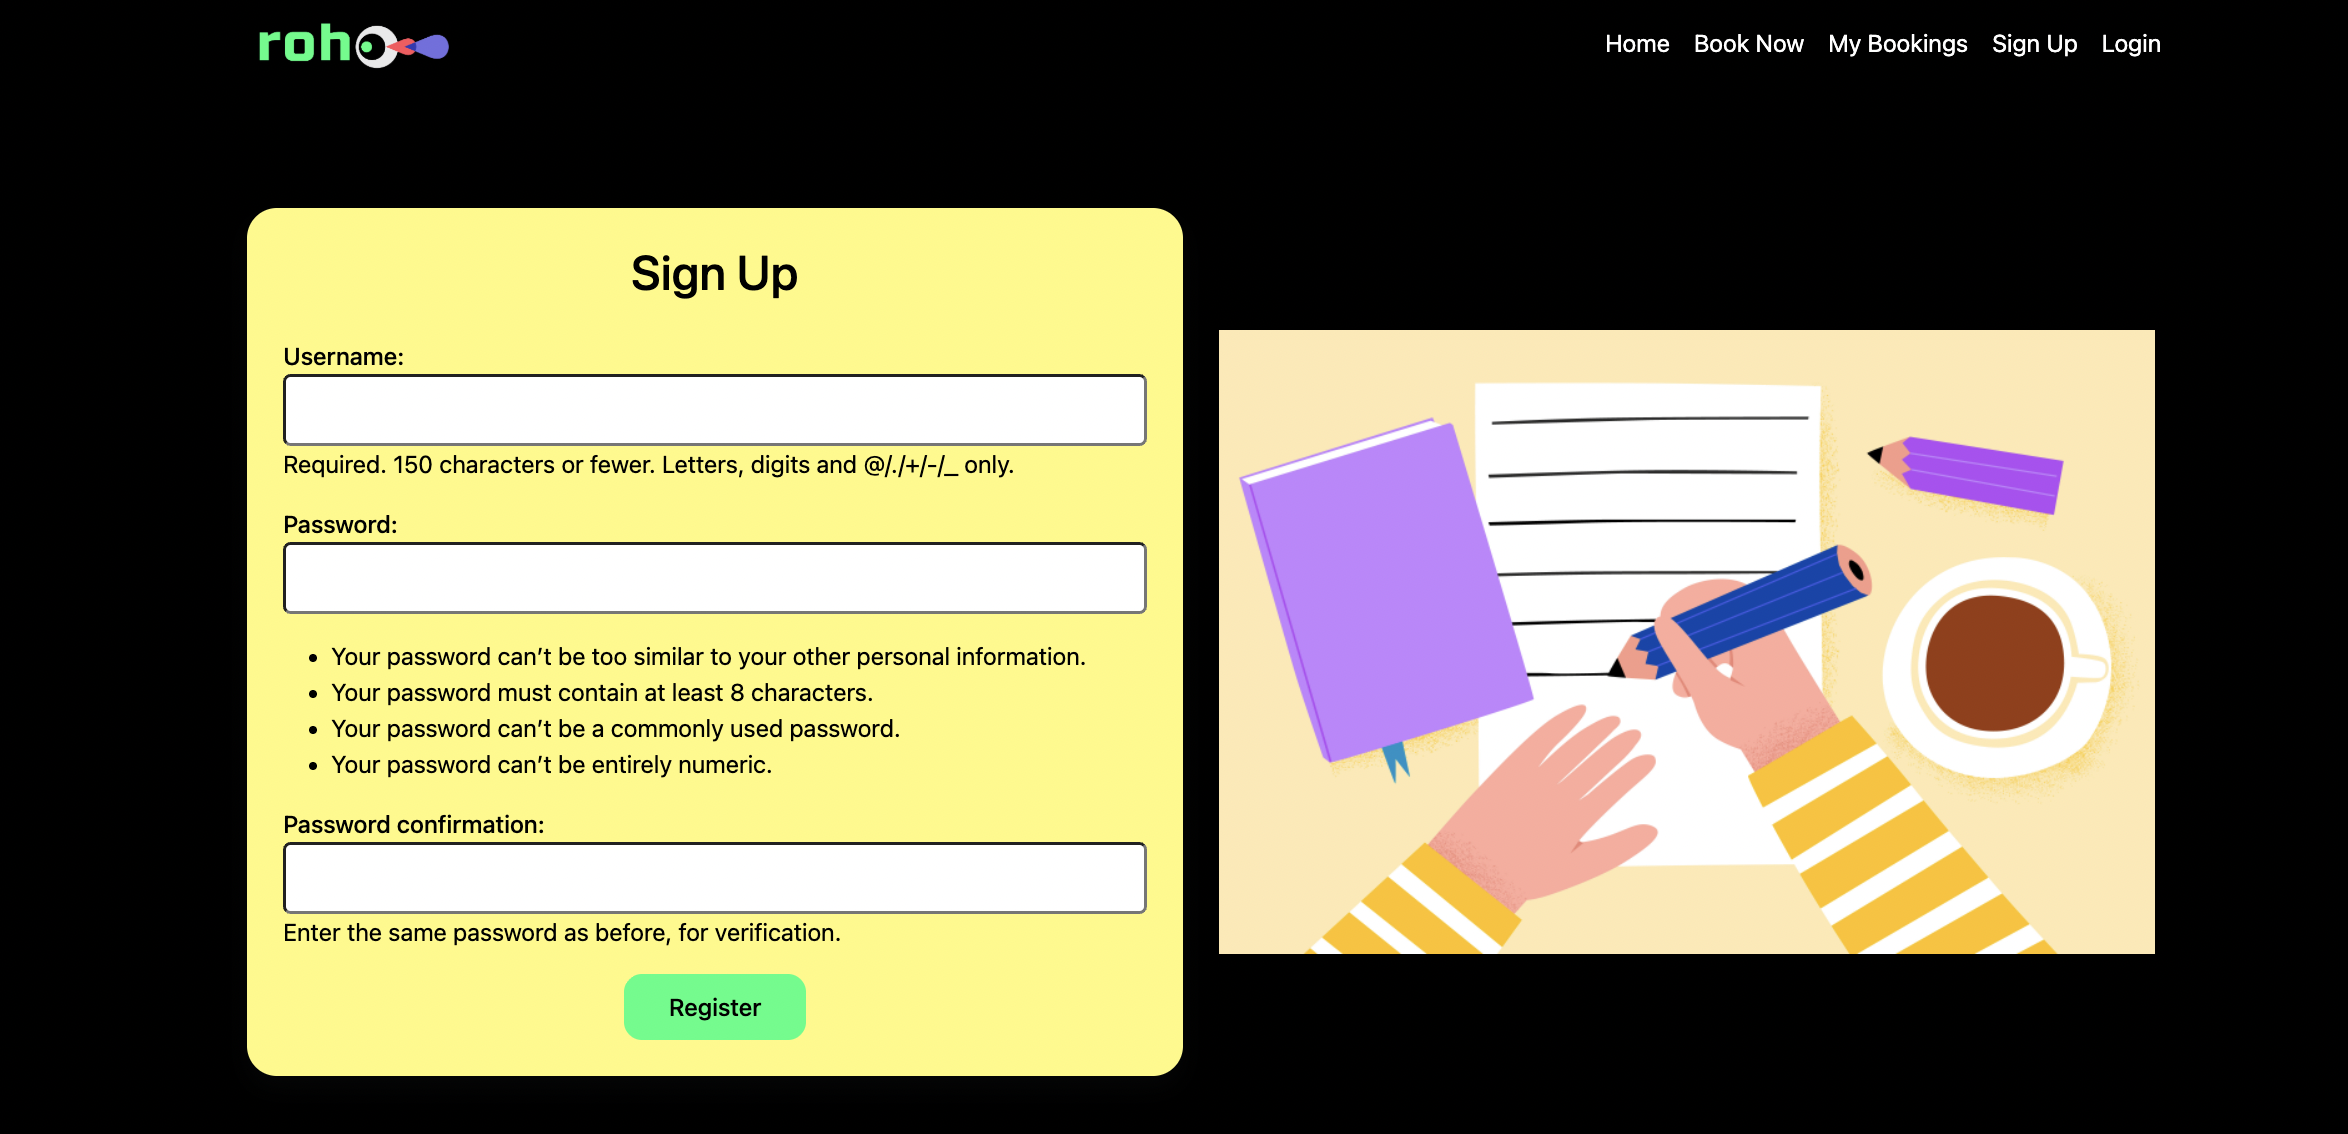 roho
Home Book Now My Bookings Sign Up Login
Sign Up
Username:
Required. 150 characters or fewer. Letters, digits and @/./+/-/_ only.
Password:
Your password can’t be too similar to your other personal information.
Your password must contain at least 8 characters.
Your password can’t be a commonly used password.
Your password can’t be entirely numeric.
Password confirmation:
Enter the same password as before, for verification.
Register